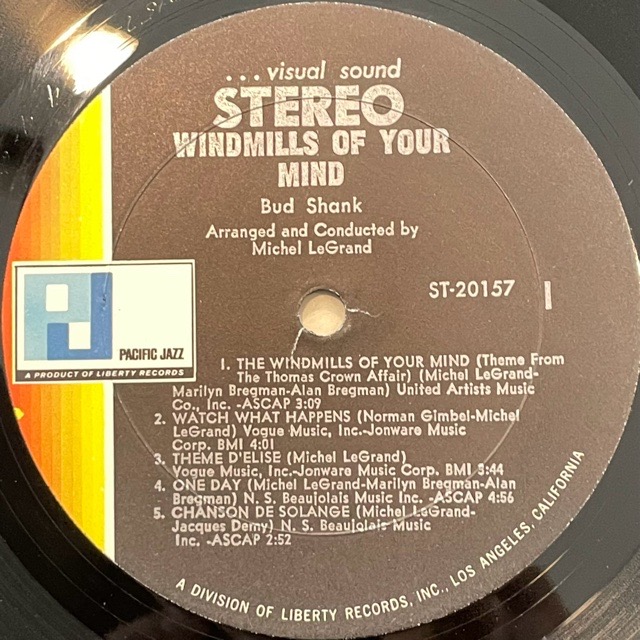 ...visual sound
STEREO
WINDMILLS OF YOUR
MIND
Bud Shank
Arranged and Conducted by
Michel LeGrand
ST-20157 1
PACIFIC JAZZ
A PRODUCT OF LIBERTY RECORDS
1. THE WINDMILLS OF YOUR MIND (Theme From
The Thomas Crown Affair) (Michel LeGrand-
Marilyn Bregman-Alan Bregman) United Artists Music
Co., Inc. -ASCAP 3:09
2. WATCH WHAT HAPPENS (Norman Gimbel-Michel
LeGrand) Vogue Music, Inc.-Jonware Music
Corp. BMI 4:01
3. THEME D'ELISE (Michel LeGrand)
Vogue Music, Inc.-Jonware Music Corp. BMI 3:44
4. ONE DAY (Michel LeGrand-Marilyn Bregman-Alan
Bregman) N. S. Beaujolais Music Inc. -ASCAP 4:56
5. CHANSON DE SOLANGE (Michel LeGrand-
Jacques Demy) N. S. Beaujolais Music
Inc. -ASCAP 2:52
A DIVISION OF LIBERTY RECORDS, INC., LOS ANGELES, CALIFORNIA